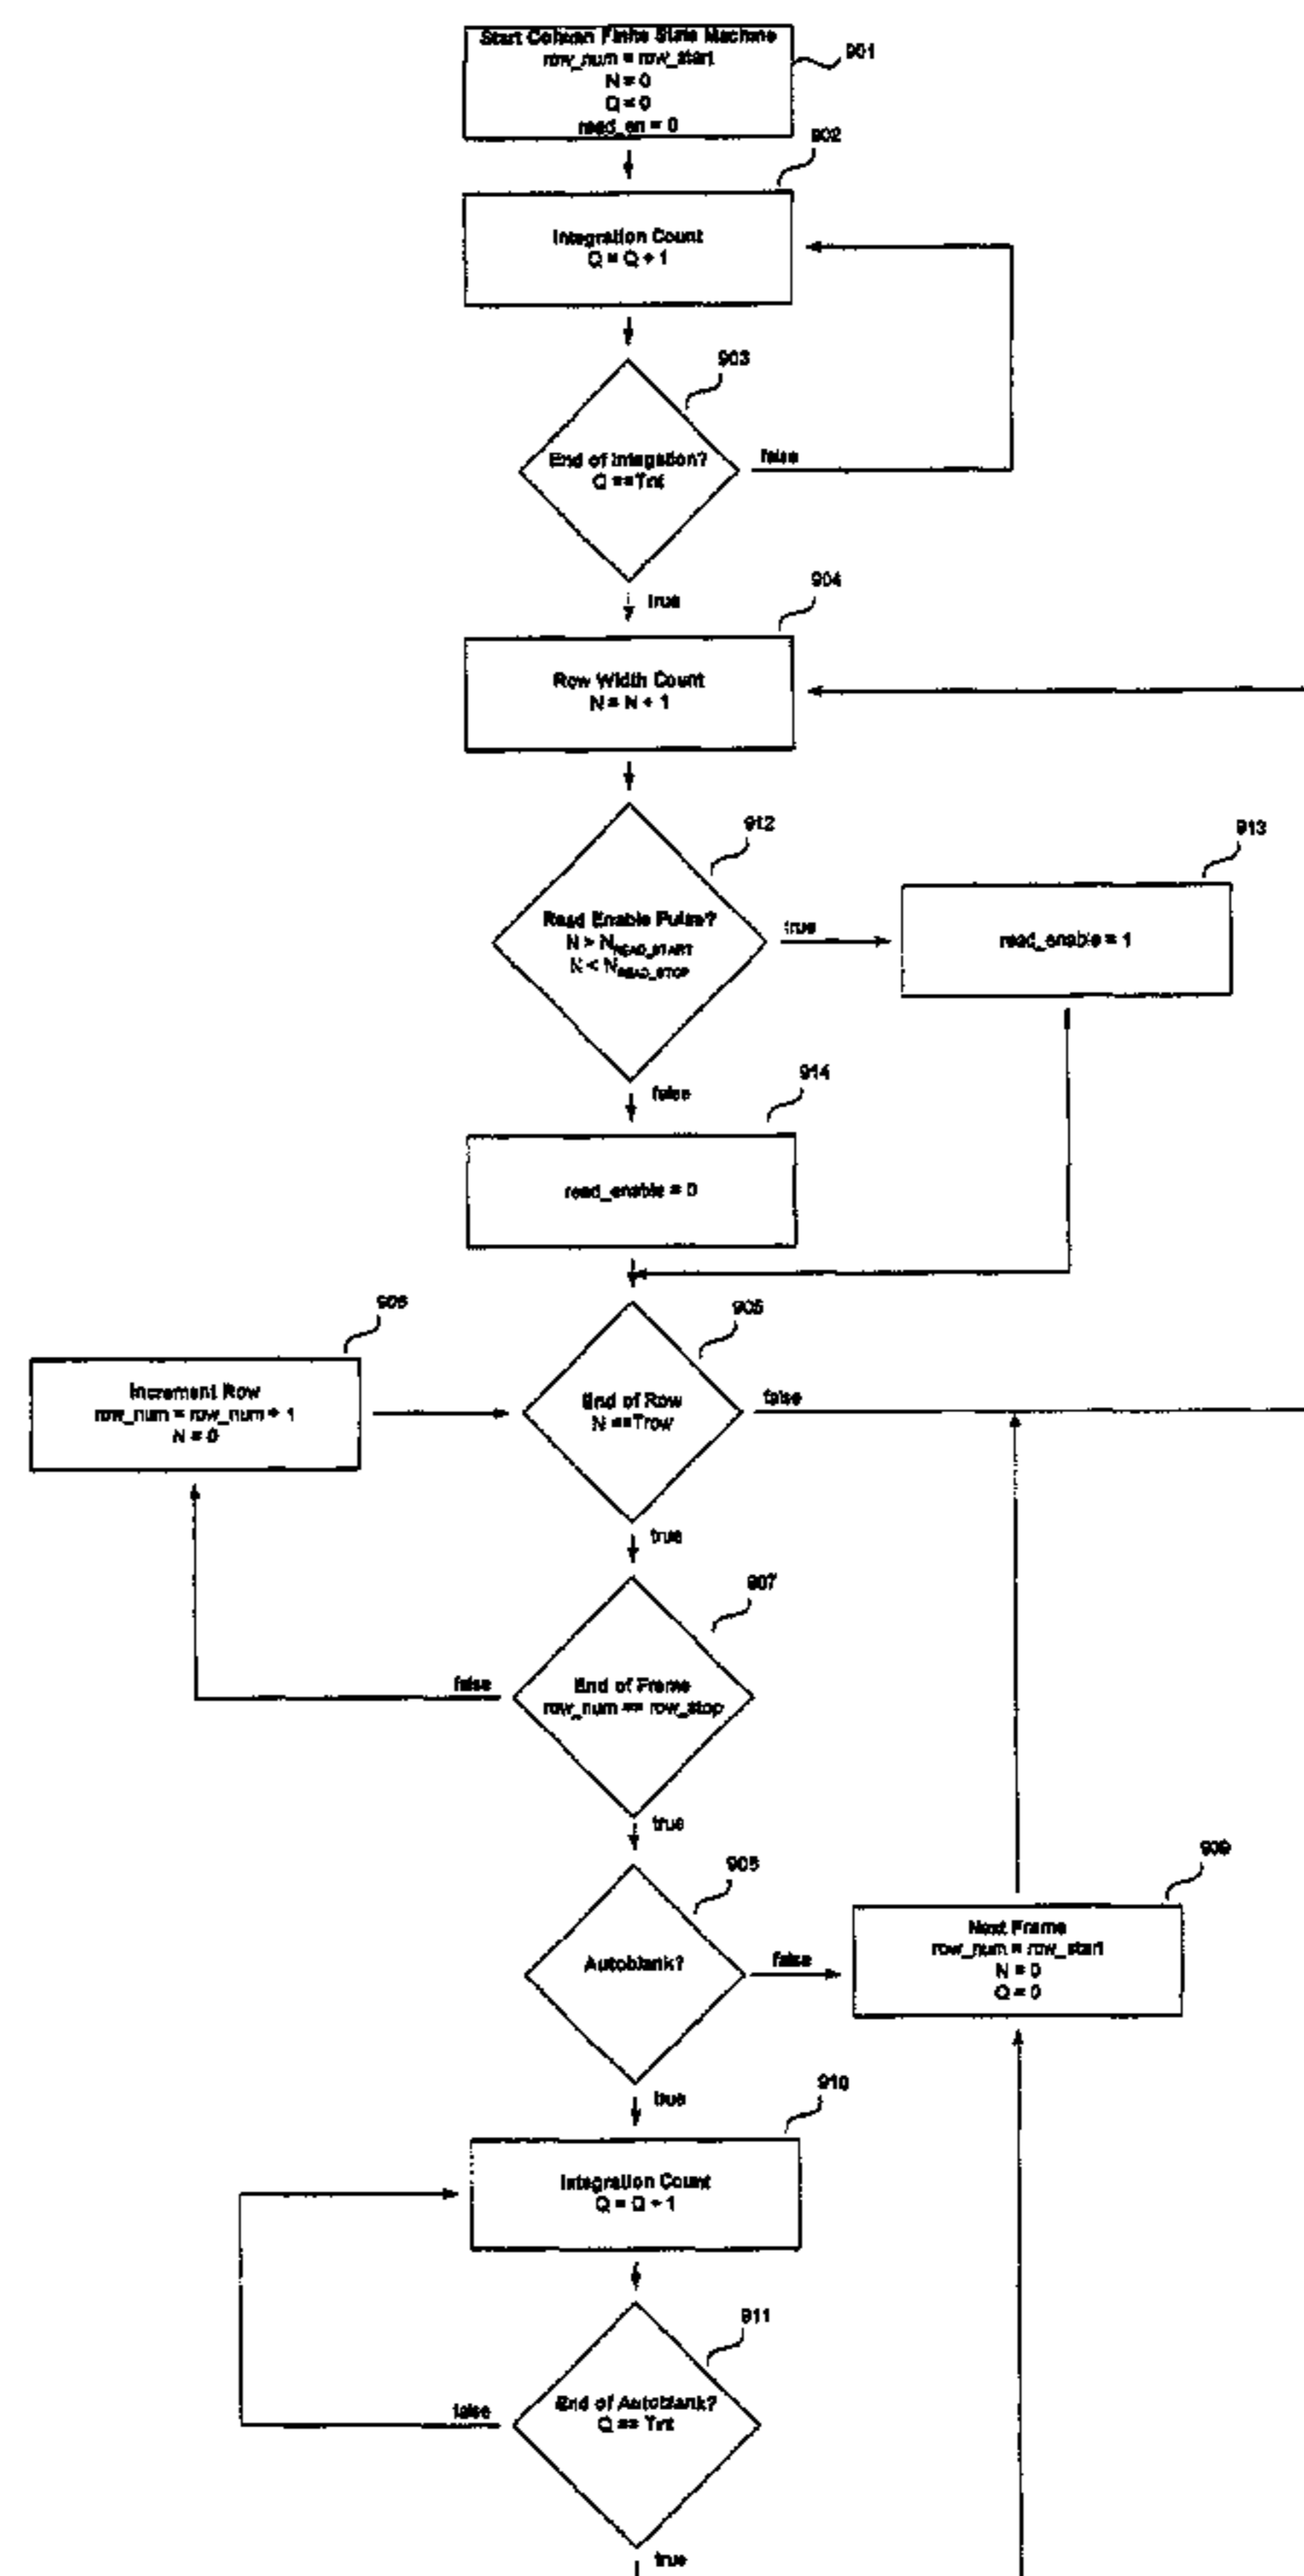 Start Column Finite State Machine
row_num = row_start
N = 0
Q = 0
read_en = 0
901
902
Integration Count
Q = Q + 1
903
End of Integation?
Q ==Tint
false
true
904
Row Width Count
N = N + 1
912
Read Enable Pulse?
N > NREAD_START
N < NREAD_STOP
true
913
read_enable = 1
false
914
read_enable = 0
906
Increment Row
row_num = row_num + 1
N = 0
905
End of Row
N ==Trow
false
true
907
End of Frame
row_num == row_stop
false
true
905
Autoblank?
false
909
Next Frame
row_num = row_start
N = 0
Q = 0
true
910
Integration Count
Q = Q + 1
911
End of Autoblank?
Q == Tint
false
true